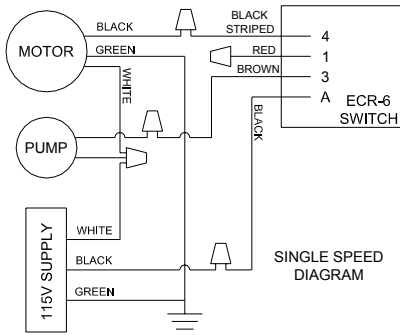 BLACK
BLACK
STRIPED
4
MOTOR
GREEN
RED
1
WHITE
BROWN
3
A
ECR-6
SWITCH
PUMP
BLACK
115V SUPPLY
WHITE
BLACK
GREEN
SINGLE SPEED
DIAGRAM